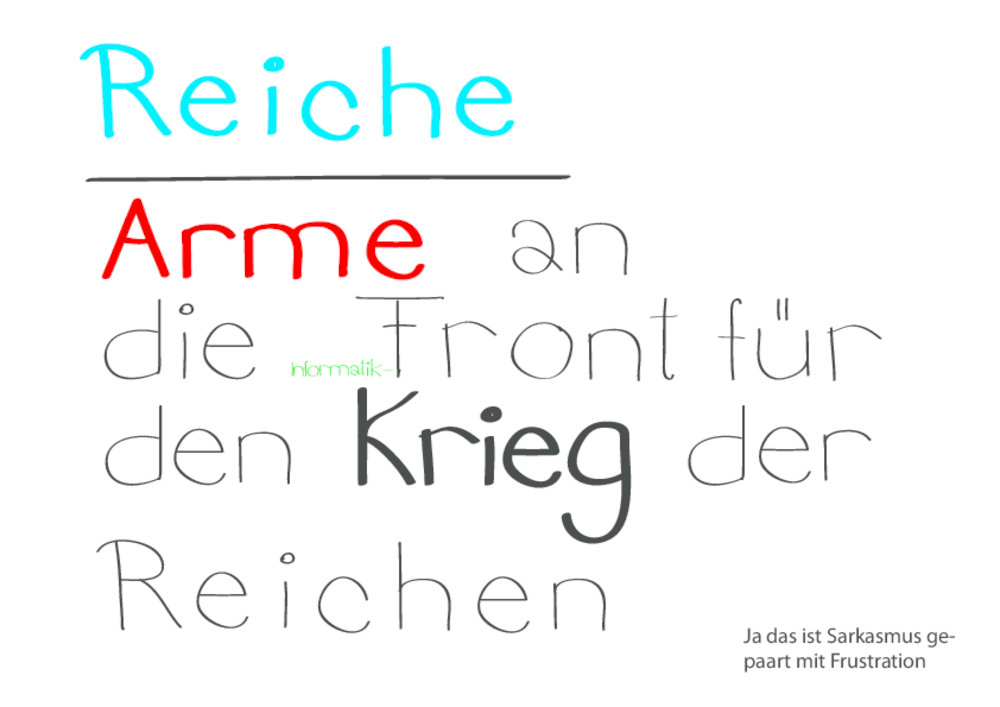 Reiche
Arme an
die informatik-Front für
den Krieg der
Reichen
Ja das ist Sarkasmus ge-
paart mit Frustration